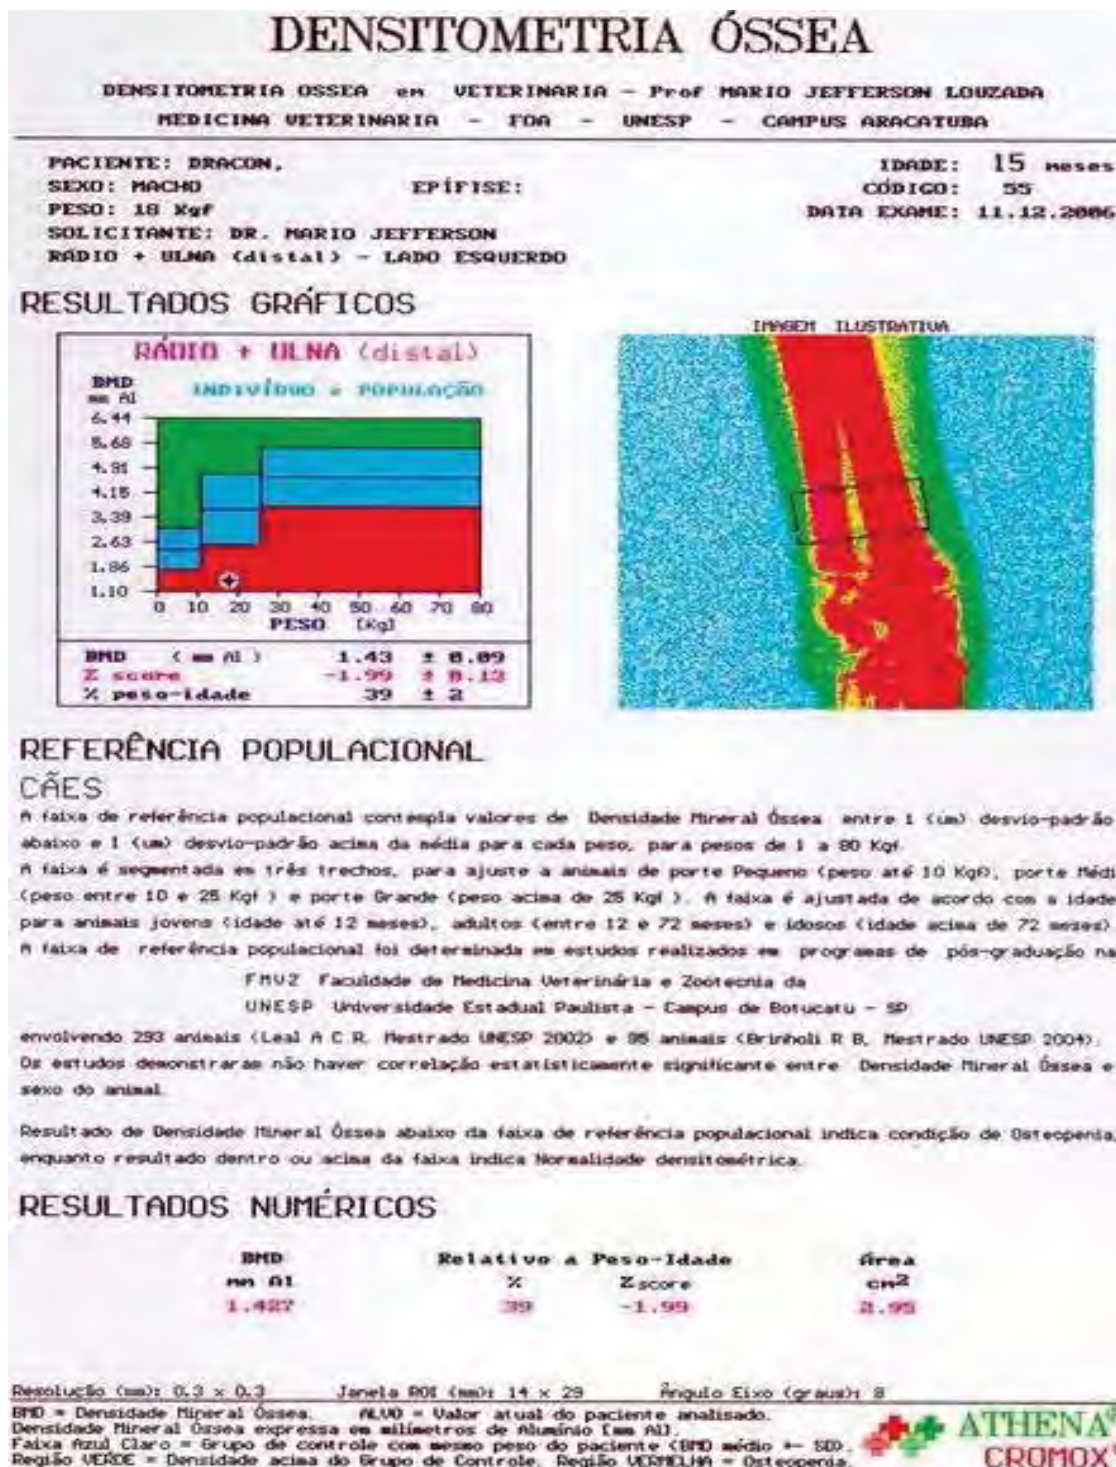 DENSITOMETRIA ÓSSEA
DENSITOMETRIA OSSEA em VETERINARIA - Prof MARIO JEFFERSON LOUZADA
MEDICINA VETERINARIA - FOA - UNESP - CAMPUS ARACATUBA
PACIENTE: DRACON,
IDADE: 15 meses
SEXO: MACHO EPÍFISE:
CÓDIGO: 55
PESO: 18 Kgf
DATA EXAME: 11.12.2006
SOLICITANTE: DR. MARIO JEFFERSON
RÁDIO + ULNA (distal) - LADO ESQUERDO
RESULTADOS GRÁFICOS
RÁDIO + ULNA (distal)
BMD
mm Al
INDIVÍDUO e POPULAÇÃO
6.44
5.68
4.91
4.15
3.39
2.63
1.86
1.10
0 10 20 30 40 50 60 70 80
PESO [Kg]
BMD (mm Al) 1.43 ± 0.09
Z score -1.99 ± 0.13
% peso-idade 39 ± 2
IMAGEM ILUSTRATIVA
REFERÊNCIA POPULACIONAL
CÃES
A faixa de referência populacional contempla valores de Densidade Mineral Óssea entre 1 (um) desvio-padrão
abaixo e 1 (um) desvio-padrão acima da média para cada peso, para pesos de 1 a 80 Kgf.
A faixa é segmentada em três trechos, para ajuste a animais de porte Pequeno (peso até 10 Kgf), porte Médi
(peso entre 10 e 25 Kgf ) e porte Grande (peso acima de 25 Kgf ). A faixa é ajustada de acordo com a idade
para animais jovens (idade até 12 meses), adultos (entre 12 e 72 meses) e idosos (idade acima de 72 meses).
A faixa de referência populacional foi determinada em estudos realizados em programas de pós-graduação na
FMVZ Faculdade de Medicina Veterinária e Zootecnia da
UNESP Universidade Estadual Paulista - Campus de Botucatu - SP
envolvendo 293 animais (Leal A C R, Mestrado UNESP 2002) e 95 animais (Brinholi R B, Mestrado UNESP 2004).
Os estudos demonstraram não haver correlação estatísticamente significante entre Densidade Mineral Óssea e
sexo do animal.
Resultado de Densidade Mineral Óssea abaixo da faixa de referência populacional indica condição de Osteopenia,
enquanto resultado dentro ou acima da faixa indica Normalidade densitométrica.
RESULTADOS NUMÉRICOS
BMD Relativo a Peso-Idade Área
mm Al % Z score cm2
1.427 39 -1.99 2.95
Resolução (mm): 0.3 x 0.3 Janela ROI (mm): 14 x 29 Ângulo Eixo (graus): 8
BMD = Densidade Mineral Óssea. ALVO = Valor atual do paciente analisado.
Densidade Mineral Óssea expressa em milímetros de Alumínio [mm Al].
Faixa Azul Claro = Grupo de controle com mesmo peso do paciente (BMD médio +- SD).
Região VERDE = Densidade acima do Grupo de Controle. Região VERMELHA = Osteopenia.
ATHENA®
CROMOX®